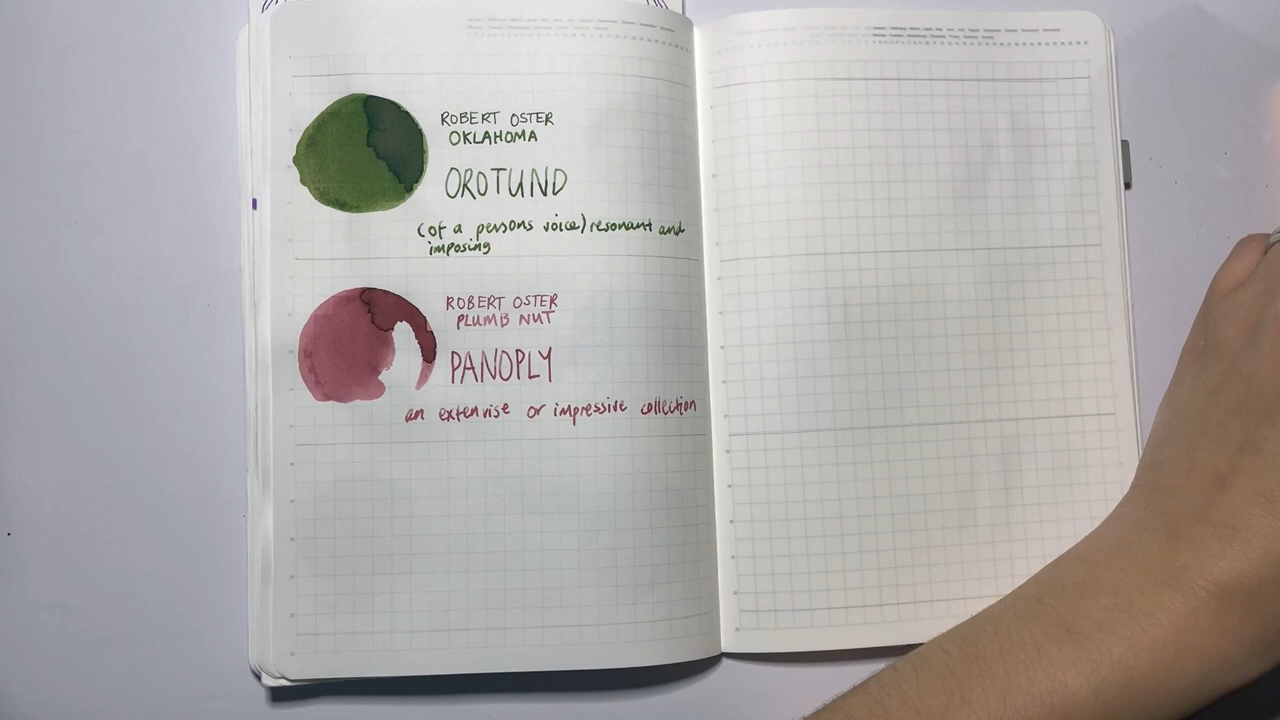 ROBERT OSTER
OKLAHOMA
OROTUND
(of a persons voice) resonant and
imposing
ROBERT OSTER
PLUMB NUT
PANOPLY
an extenvise or impressive collection